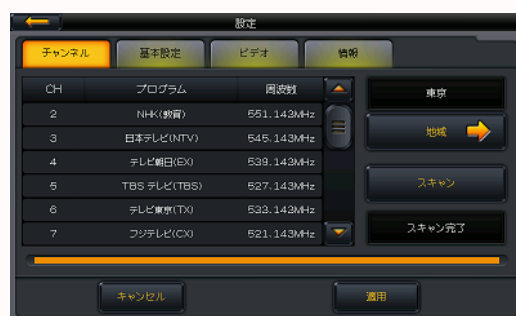 設定
チャンネル 基本設定 ビデオ 情報
CH プログラム 周波数
2 NHK(教育) 551.143MHz
3 日本テレビ(NTV) 545.143MHz
4 テレビ朝日(EX) 539.143MHz
5 TBS テレビ(TBS) 527.143MHz
6 テレビ東京(TX) 533.143MHz
7 フジテレビ(CX) 521.143MHz
東京
地域
スキャン
スキャン完了
キャンセル 適用